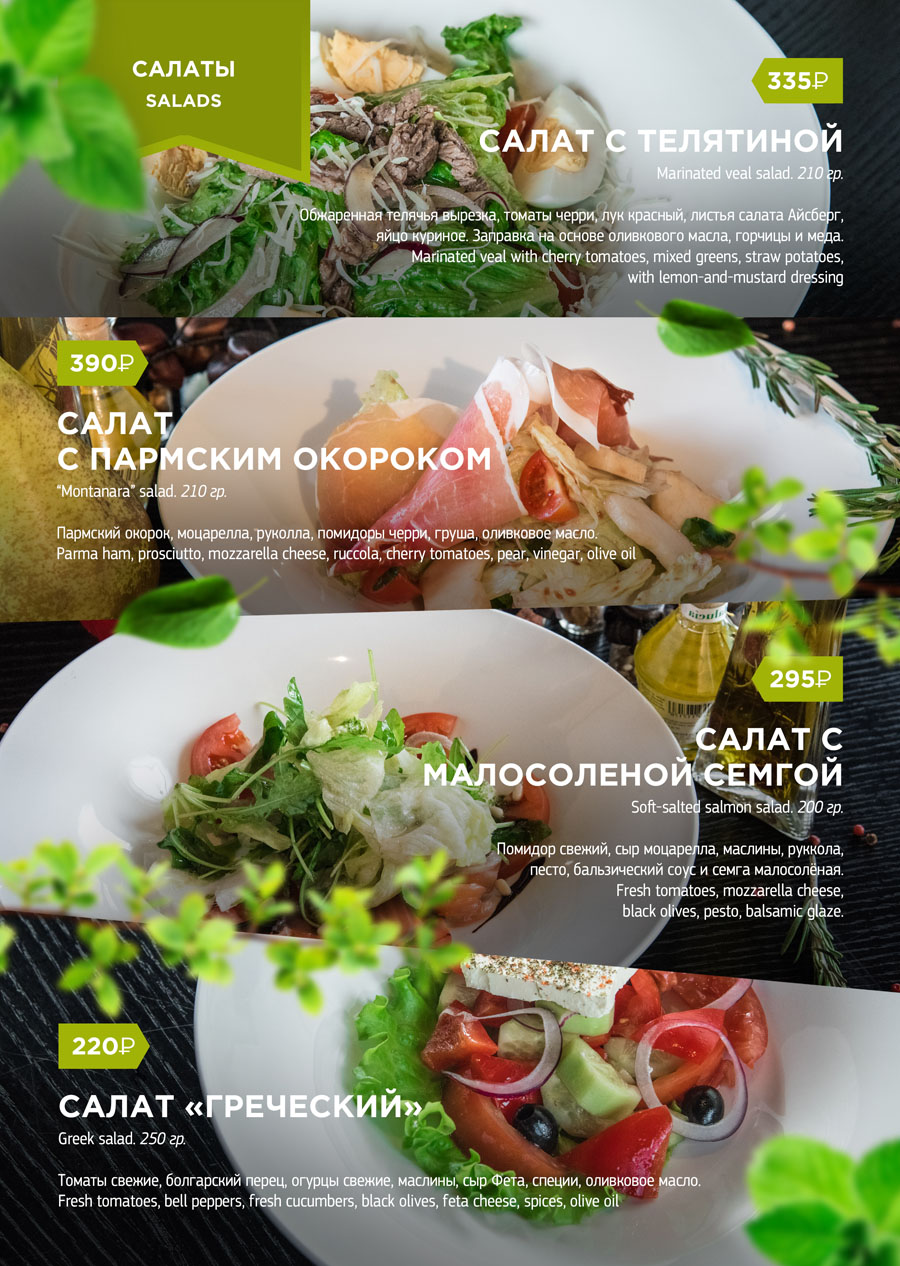 САЛАТЫ
SALADS
335₽
САЛАТ С ТЕЛЯТИНОЙ
Marinated veal salad. 210 гр.
Обжаренная телячья вырезка, томаты черри, лук красный, листья салата Айсберг,
яйцо куриное. Заправка на основе оливкового масла, горчицы и меда.
Marinated veal with cherry tomatoes, mixed greens, straw potatoes,
with lemon-and-mustard dressing
390₽
САЛАТ
С ПАРМСКИМ ОКОРОКОМ
“Montanara” salad. 210 гр.
Пармский окорок, моцарелла, руколла, помидоры черри, груша, оливковое масло.
Parma ham, prosciutto, mozzarella cheese, ruccola, cherry tomatoes, pear, vinegar, olive oil
295₽
САЛАТ С
МАЛОСОЛЕНОЙ СЕМГОЙ
Soft-salted salmon salad. 200 гр.
Помидор свежий, сыр моцарелла, маслины, руккола,
песто, бальзический соус и семга малосолёная.
Fresh tomatoes, mozzarella cheese,
black olives, pesto, balsamic glaze.
220₽
САЛАТ «ГРЕЧЕСКИЙ»
Greek salad. 250 гр.
Томаты свежие, болгарский перец, огурцы свежие, маслины, сыр Фета, специи, оливковое масло.
Fresh tomatoes, bell peppers, fresh cucumbers, black olives, feta cheese, spices, olive oil